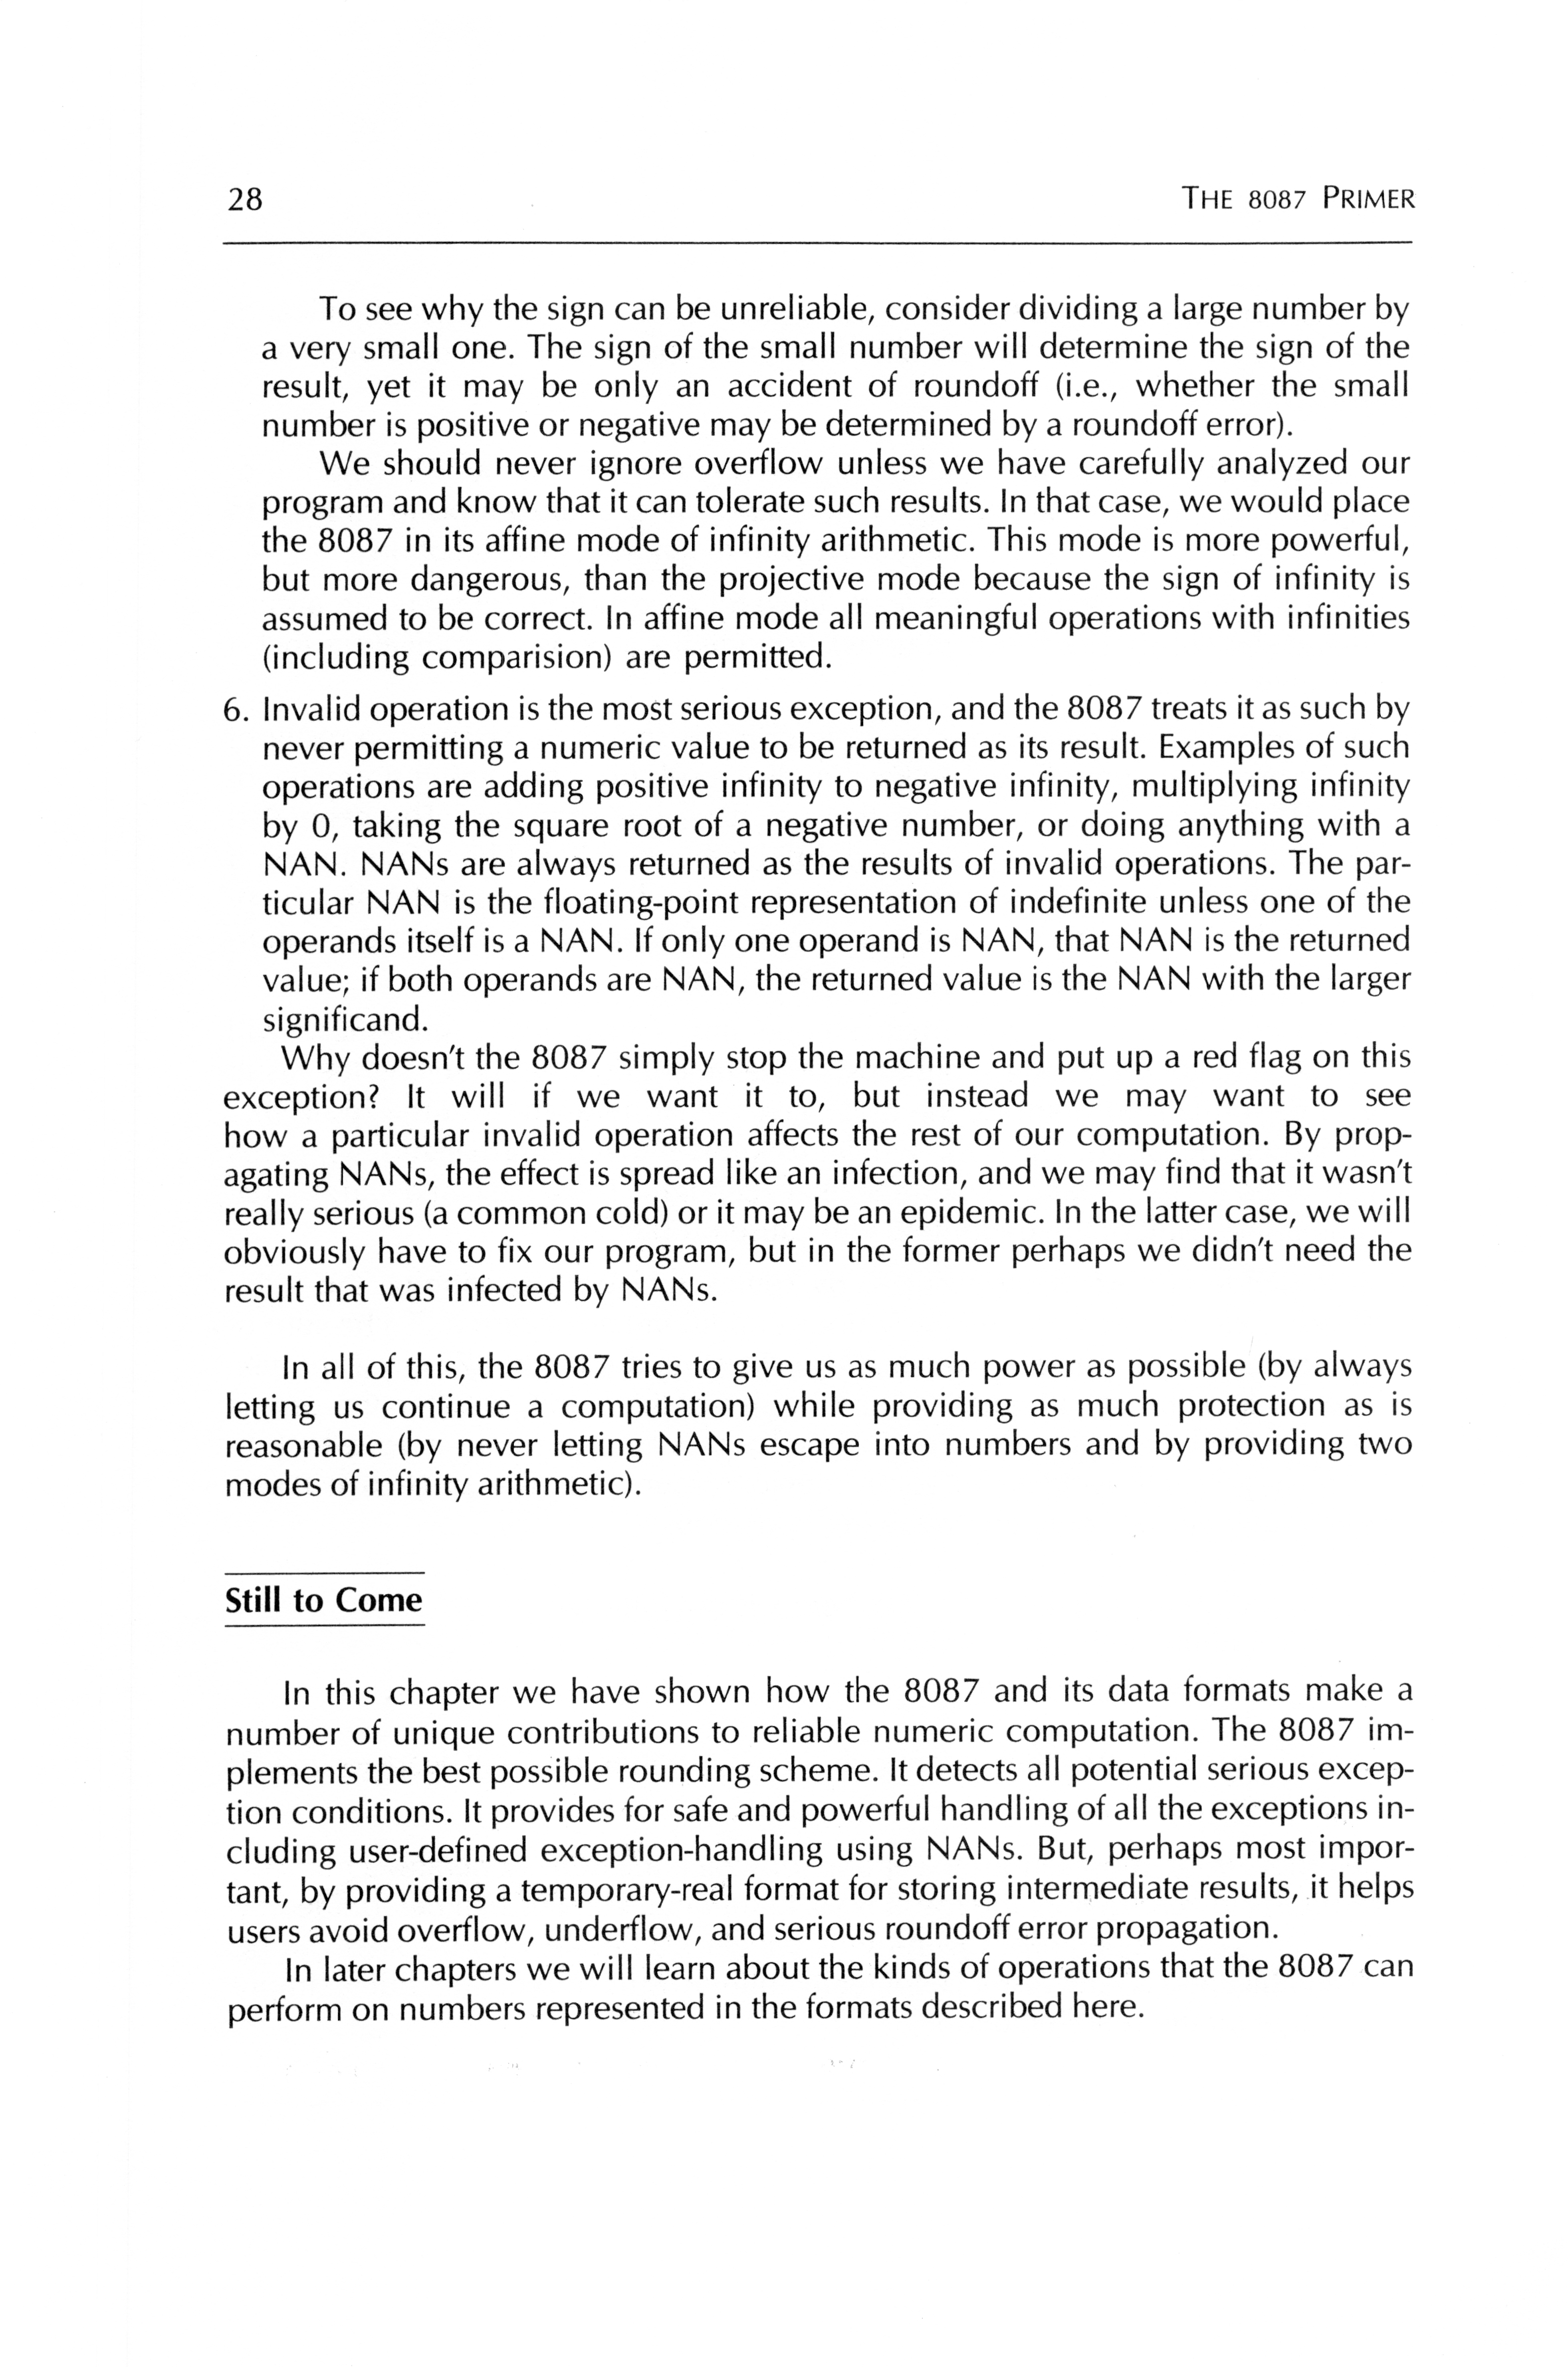 28
THE 8087 PRIMER
To see why the sign can be unreliable, consider dividing a large number by
a very small one. The sign of the small number will determine the sign of the
result, yet it may be only an accident of roundoff (i.e., whether the small
number is positive or negative may be determined by a roundoff error).
We should never ignore overflow unless we have carefully analyzed our
program and know that it can tolerate such results. In that case, we would place
the 8087 in its affine mode of infinity arithmetic. This mode is more powerful,
but more dangerous, than the projective mode because the sign of infinity is
assumed to be correct. In affine mode all meaningful operations with infinities
(including comparision) are permitted.
6. Invalid operation is the most serious exception, and the 8087 treats it as such by
never permitting a numeric value to be returned as its result. Examples of such
operations are adding positive infinity to negative infinity, multiplying infinity
by 0, taking the square root of a negative number, or doing anything with a
NAN. NANs are always returned as the results of invalid operations. The par-
ticular NAN is the floating-point representation of indefinite unless one of the
operands itself is a NAN. If only one operand is NAN, that NAN is the returned
value; if both operands are NAN, the returned value is the NAN with the larger
significand.
Why doesn't the 8087 simply stop the machine and put up a red flag on this
exception? It will if we want it to, but instead we may want to see
how a particular invalid operation affects the rest of our computation. By prop-
agating NANs, the effect is spread like an infection, and we may find that it wasn't
really serious (a common cold) or it may be an epidemic. In the latter case, we will
obviously have to fix our program, but in the former perhaps we didn't need the
result that was infected by NANs.
In all of this, the 8087 tries to give us as much power as possible (by always
letting us continue a computation) while providing as much protection as is
reasonable (by never letting NANs escape into numbers and by providing two
modes of infinity arithmetic).
Still to Come
In this chapter we have shown how the 8087 and its data formats make a
number of unique contributions to reliable numeric computation. The 8087 im-
plements the best possible rounding scheme. It detects all potential serious excep-
tion conditions. It provides for safe and powerful handling of all the exceptions in-
cluding user-defined exception-handling using NANs. But, perhaps most impor-
tant, by providing a temporary-real format for storing intermediate results, it helps
users avoid overflow, underflow, and serious roundoff error propagation.
In later chapters we will learn about the kinds of operations that the 8087 can
perform on numbers represented in the formats described here.